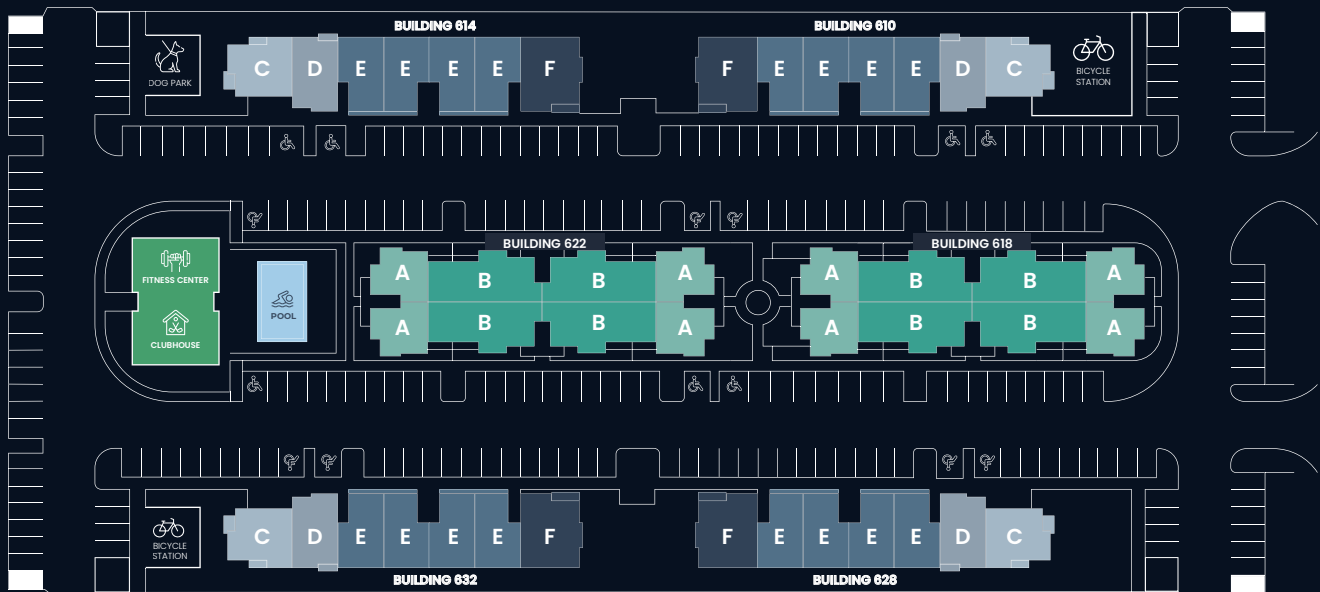 BUILDING 614
BUILDING 610
DOG PARK
C D E E E E F
F E E E E D C
BICYCLE
STATION
BUILDING 622
BUILDING 618
FITNESS CENTER
CLUBHOUSE
POOL
A B B A
A B B A
A B B A
A B B A
BICYCLE
STATION
C D E E E E F
F E E E E D C
BUILDING 632
BUILDING 628